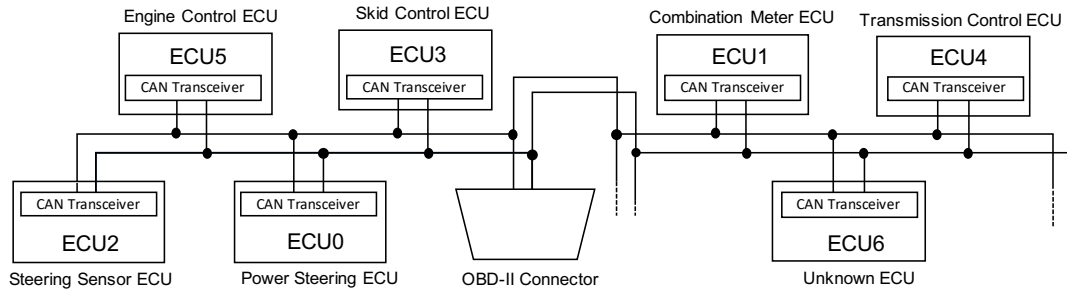 Engine Control ECU
Skid Control ECU
Combination Meter ECU
Transmission Control ECU
ECU5
ECU3
ECU1
ECU4
CAN Transceiver
CAN Transceiver
CAN Transceiver
CAN Transceiver
CAN Transceiver
CAN Transceiver
CAN Transceiver
ECU2
ECU0
ECU6
Steering Sensor ECU
Power Steering ECU
OBD-II Connector
Unknown ECU